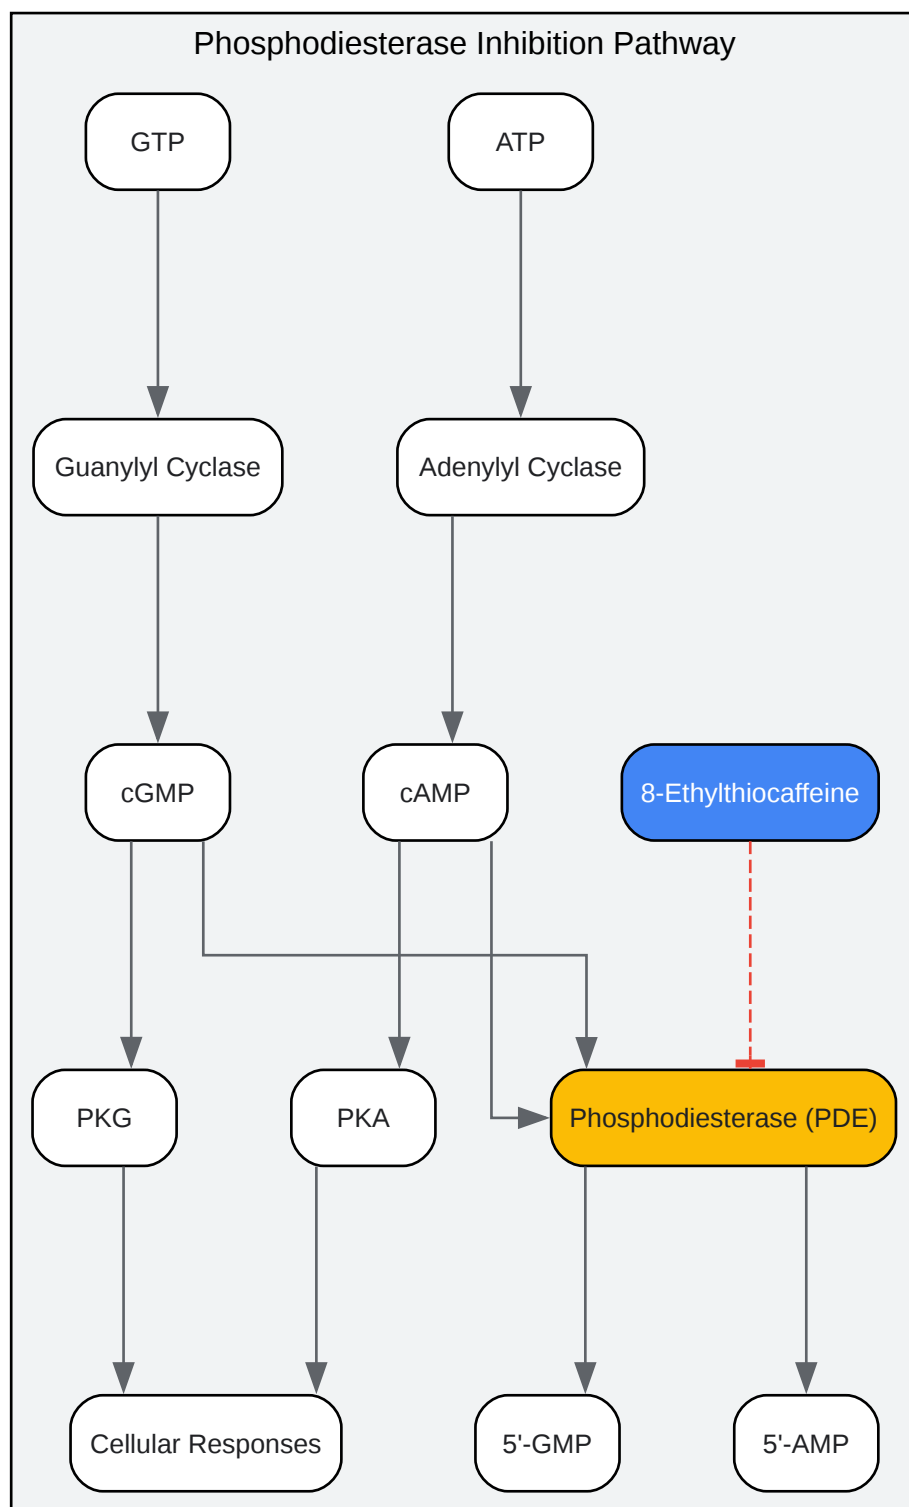 Phosphodiesterase Inhibition Pathway
GTP
ATP
Guanylyl Cyclase
Adenylyl Cyclase
cGMP
cAMP
8-Ethylthiocaffeine
PKG
PKA
Phosphodiesterase (PDE)
Cellular Responses
5'-GMP
5'-AMP